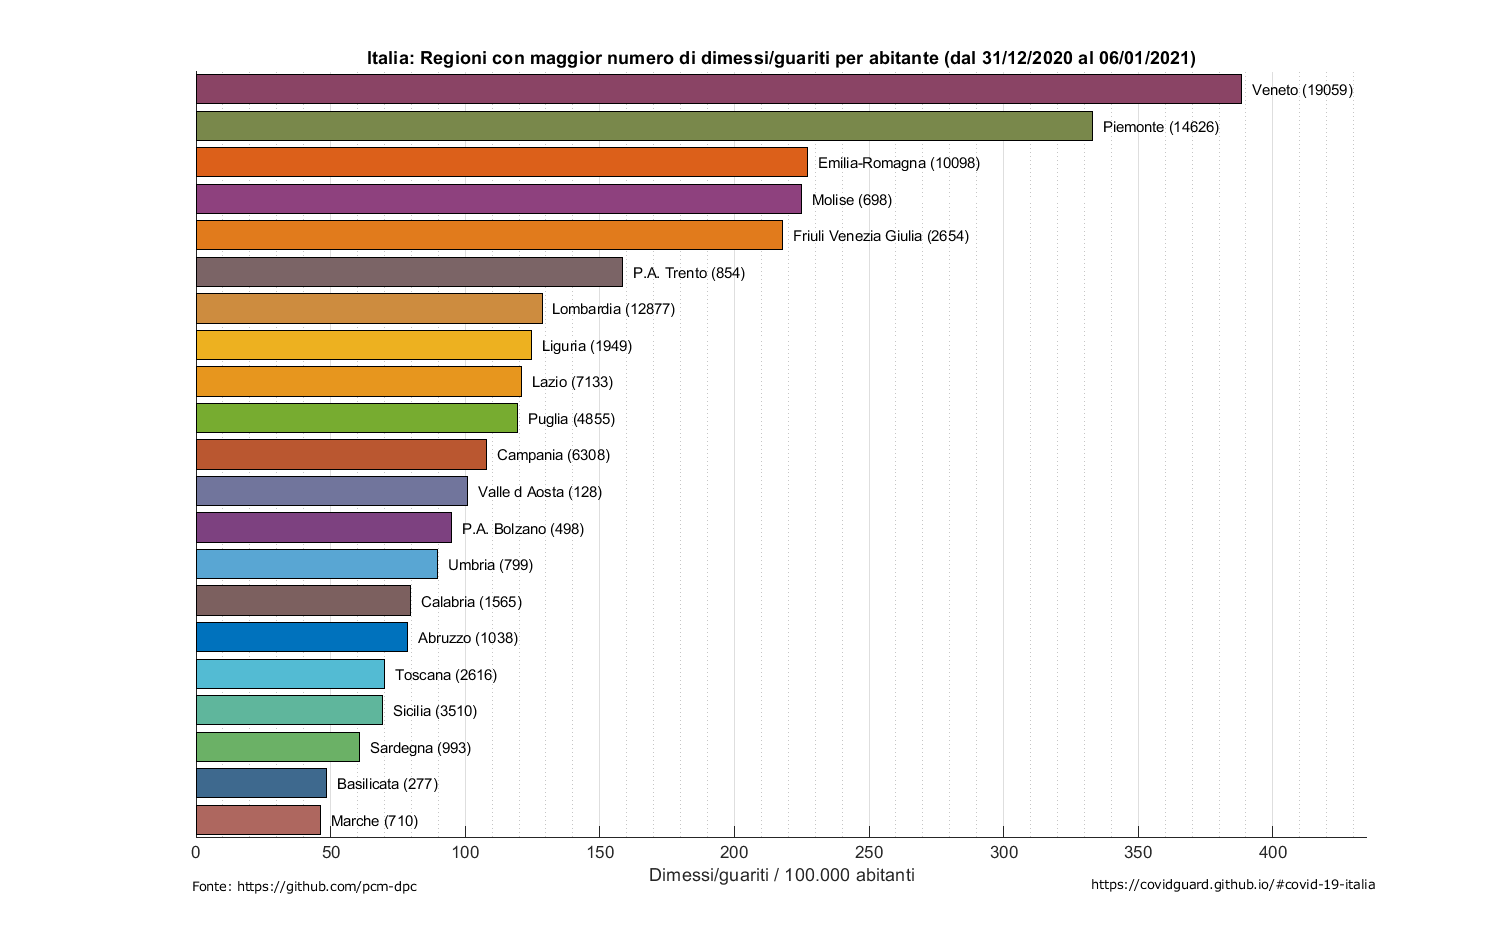 Italia: Regioni con maggior numero di dimessi/guariti per abitante (dal 31/12/2020 al 06/01/2021)
Veneto (19059)
Piemonte (14626)
Emilia-Romagna (10098)
Molise (698)
Friuli Venezia Giulia (2654)
P.A. Trento (854)
Lombardia (12877)
Liguria (1949)
Lazio (7133)
Puglia (4855)
Campania (6308)
Valle d Aosta (128)
P.A. Bolzano (498)
Umbria (799)
Calabria (1565)
Abruzzo (1038)
Toscana (2616)
Sicilia (3510)
Sardegna (993)
Basilicata (277)
Marche (710)
0 50 100 150 200 250 300 350 400
Dimessi/guariti / 100.000 abitanti
Fonte: https://github.com/pcm-dpc
https://covidguard.github.io/#covid-19-italia